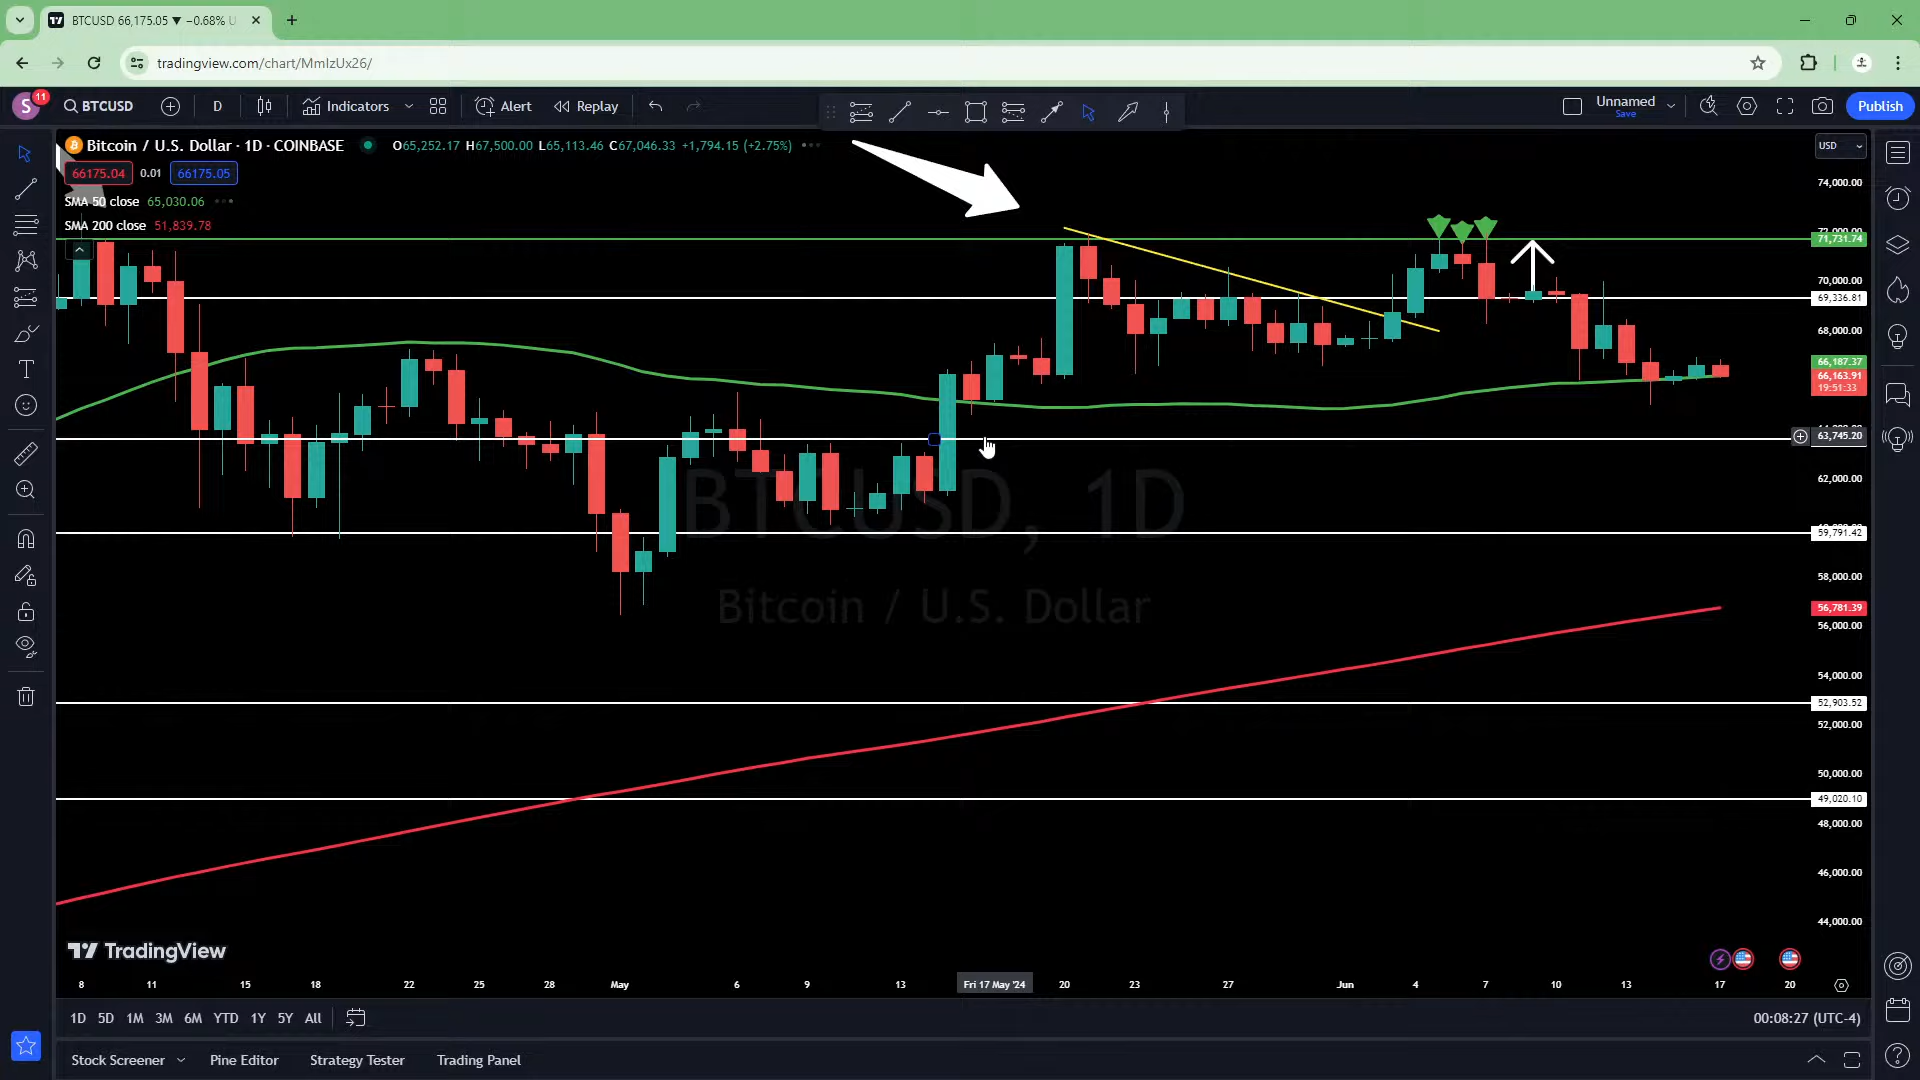 BTCUSD 66,175.05 ▼ −0.68% U
tradingview.com/chart/MmIzUx26/
S 11 BTCUSD D Indicators Alert Replay Unnamed Save Publish
Bitcoin / U.S. Dollar · 1D · COINBASE O65,252.17 H67,500.00 L65,113.46 C67,046.33 +1,794.15 (+2.75%)
USD
66175.04 0.01 66175.05
SMA 50 close 65,030.06
SMA 200 close 51,839.78
74,000.00
71,731.74
70,000.00
69,336.81
68,000.00
66,187.37
66,163.91
19:51:33
63,745.20
62,000.00
59,791.42
58,000.00
56,781.39
56,000.00
54,000.00
52,903.52
52,000.00
50,000.00
49,020.10
48,000.00
46,000.00
44,000.00
BTCUSD, 1D
Bitcoin / U.S. Dollar
TradingView
8 11 15 18 22 25 28 May 6 9 13 Fri 17 May '24 20 23 27 Jun 4 7 10 13 17 20
1D 5D 1M 3M 6M YTD 1Y 5Y All 00:08:27 (UTC-4)
Stock Screener Pine Editor Strategy Tester Trading Panel